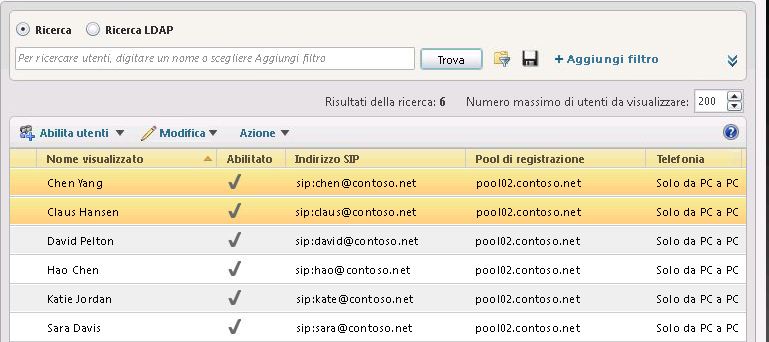 Ricerca Ricerca LDAP
Per ricercare utenti, digitare un nome o scegliere Aggiungi filtro Trova + Aggiungi filtro
Risultati della ricerca: 6 Numero massimo di utenti da visualizzare: 200
Abilita utenti Modifica Azione ?
Nome visualizzato Abilitato Indirizzo SIP Pool di registrazione Telefonia
Chen Yang sip:chen@contoso.net pool02.contoso.net Solo da PC a PC
Claus Hansen sip:claus@contoso.net pool02.contoso.net Solo da PC a PC
David Pelton sip:david@contoso.net pool02.contoso.net Solo da PC a PC
Hao Chen sip:hao@contoso.net pool02.contoso.net Solo da PC a PC
Katie Jordan sip:kate@contoso.net pool02.contoso.net Solo da PC a PC
Sara Davis sip:sara@contoso.net pool02.contoso.net Solo da PC a PC